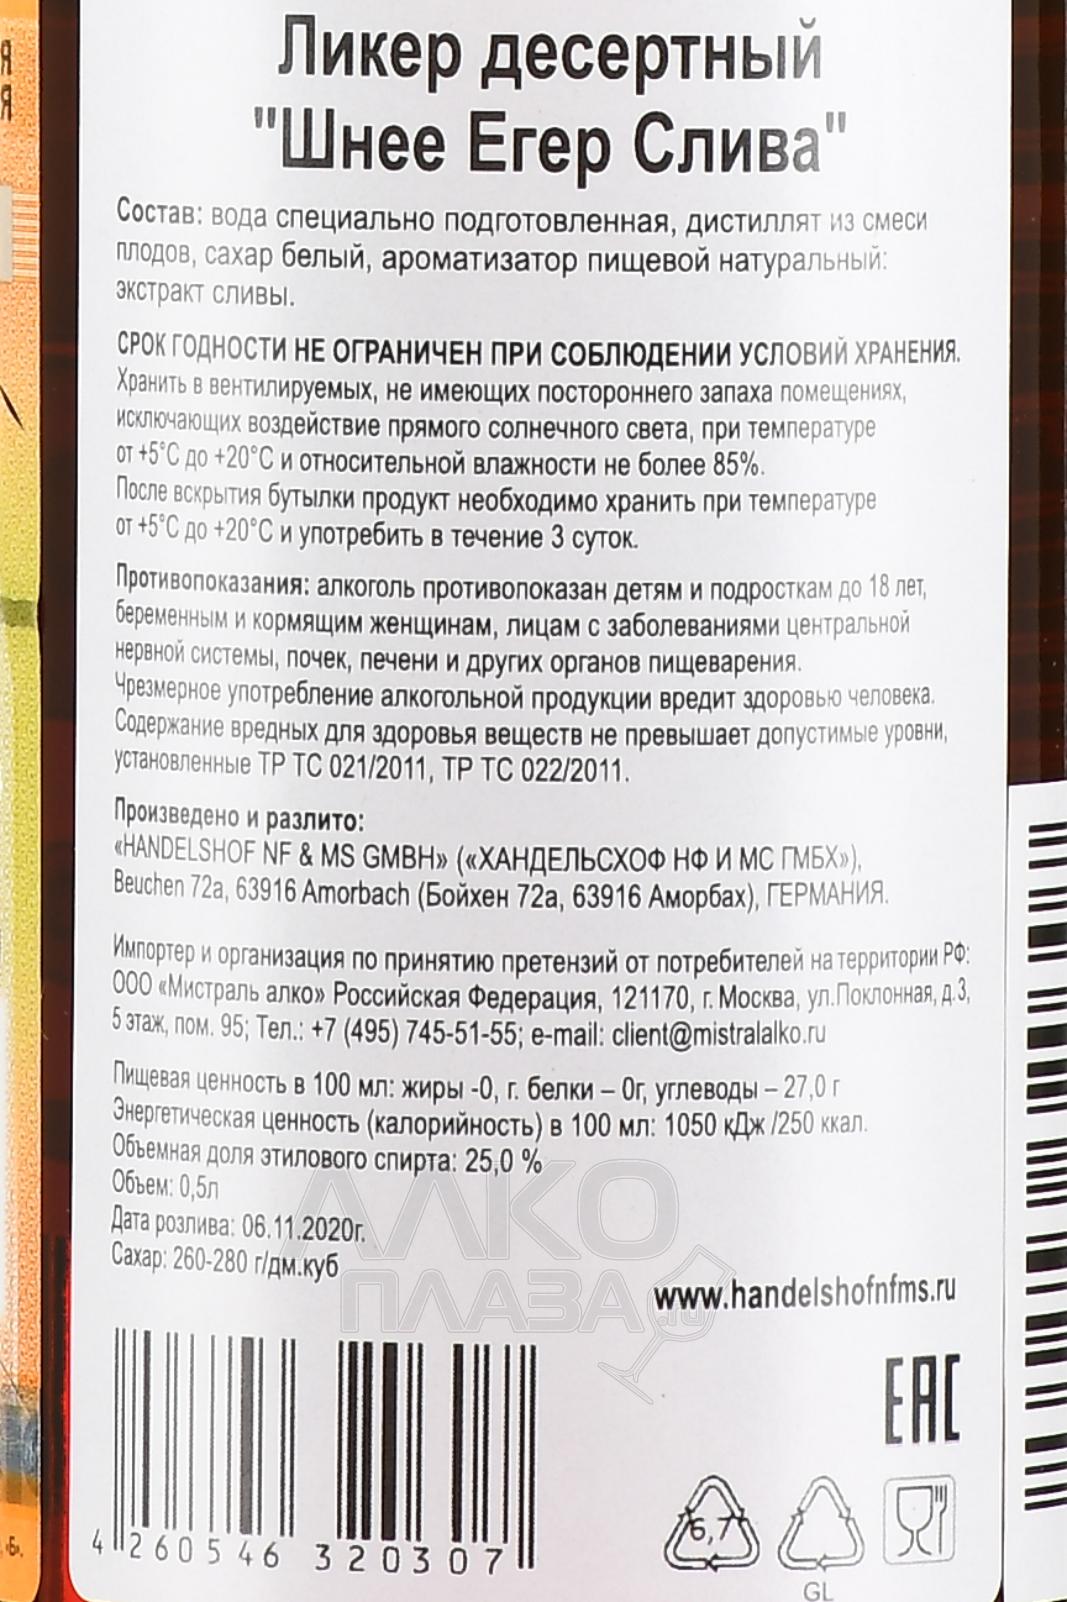 Ликер десертный
"Шнее Егер Слива"
Состав: вода специально подготовленная, дистиллят из смеси
плодов, сахар белый, ароматизатор пищевой натуральный:
экстракт сливы.
СРОК ГОДНОСТИ НЕ ОГРАНИЧЕН ПРИ СОБЛЮДЕНИИ УСЛОВИЙ ХРАНЕНИЯ.
Хранить в вентилируемых, не имеющих постороннего запаха помещениях,
исключающих воздействие прямого солнечного света, при температуре
от +5°С до +20°С и относительной влажности не более 85%.
После вскрытия бутылки продукт необходимо хранить при температуре
от +5°С до +20°С и употребить в течение 3 суток.
Противопоказания: алкоголь противопоказан детям и подросткам до 18 лет,
беременным и кормящим женщинам, лицам с заболеваниями центральной
нервной системы, почек, печени и других органов пищеварения.
Чрезмерное употребление алкогольной продукции вредит здоровью человека.
Содержание вредных для здоровья веществ не превышает допустимые уровни,
установленные ТР ТС 021/2011, ТР ТС 022/2011.
Произведено и разлито:
«HANDELSHOF NF & MS GMBH» («ХАНДЕЛЬСХОФ НФ И МС ГМБХ»),
Beuchen 72a, 63916 Amorbach (Бойхен 72а, 63916 Аморбах), ГЕРМАНИЯ.
Импортер и организация по принятию претензий от потребителей на территории РФ:
ООО «Мистраль алко» Российская Федерация, 121170, г. Москва, ул.Поклонная, д.3,
5 этаж, пом. 95; Тел.: +7 (495) 745-51-55; e-mail: client@mistralalko.ru
Пищевая ценность в 100 мл: жиры -0, г. белки – 0г, углеводы – 27,0 г
Энергетическая ценность (калорийность) в 100 мл: 1050 кДж /250 ккал.
Объемная доля этилового спирта: 25,0 %
Объем: 0,5л
Дата розлива: 06.11.2020г.
Сахар: 260-280 г/дм.куб
АЛКО
ПЛАЗА.ru
www.handelshofnfms.ru
EAC
4 260546 320307
6,7
GL
Я
Я
"Б".